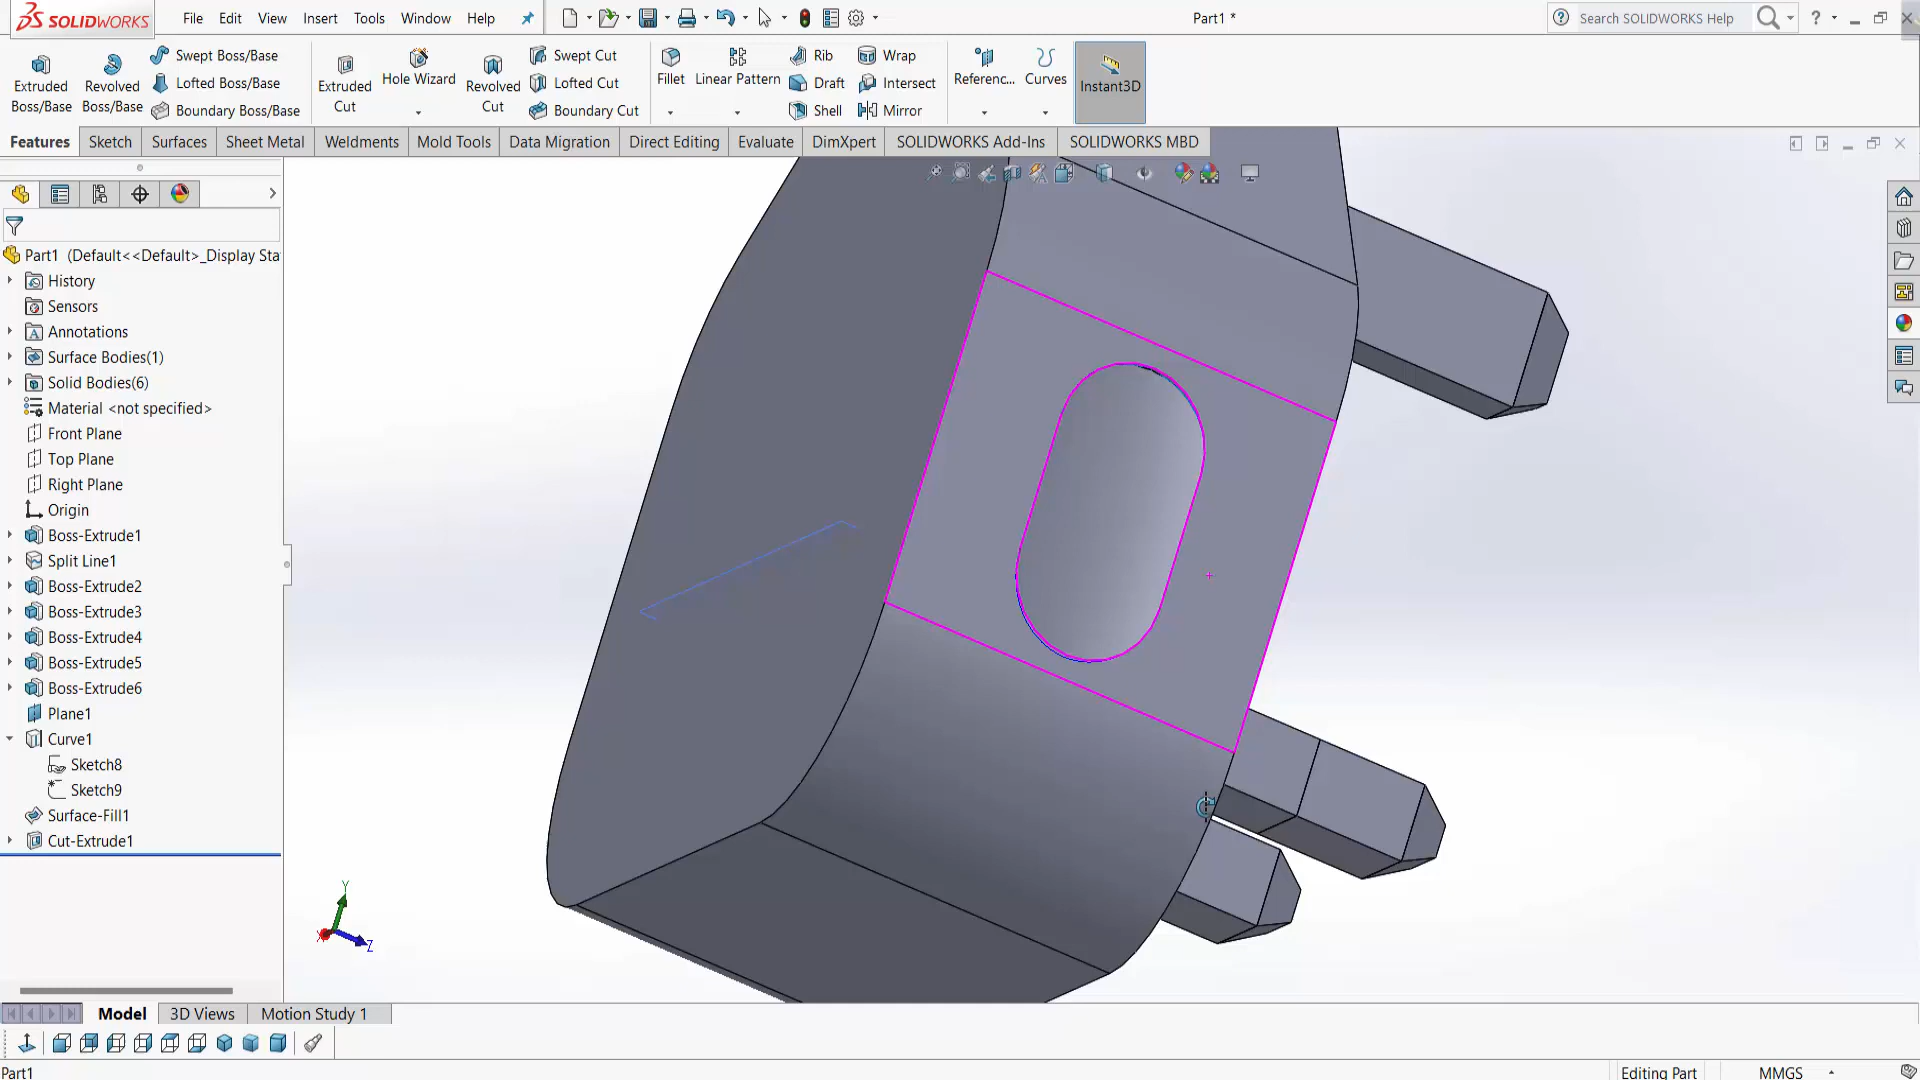 SOLIDWORKS File Edit View Insert Tools Window Help Part1 * Search SOLIDWORKS Help ?
Extruded Boss/Base
Revolved Boss/Base
Swept Boss/Base
Lofted Boss/Base
Boundary Boss/Base
Extruded Cut
Hole Wizard
Revolved Cut
Swept Cut
Lofted Cut
Boundary Cut
Fillet
Linear Pattern
Rib
Draft
Shell
Wrap
Intersect
Mirror
Referenc...
Curves
Instant3D
Features Sketch Surfaces Sheet Metal Weldments Mold Tools Data Migration Direct Editing Evaluate DimXpert SOLIDWORKS Add-Ins SOLIDWORKS MBD
Part1 (Default<<Default>_Display Sta
History
Sensors
Annotations
Surface Bodies(1)
Solid Bodies(6)
Material <not specified>
Front Plane
Top Plane
Right Plane
Origin
Boss-Extrude1
Split Line1
Boss-Extrude2
Boss-Extrude3
Boss-Extrude4
Boss-Extrude5
Boss-Extrude6
Plane1
Curve1
Sketch8
Sketch9
Surface-Fill1
Cut-Extrude1
Y
X
Z
Model 3D Views Motion Study 1
Part1 Editing Part MMGS